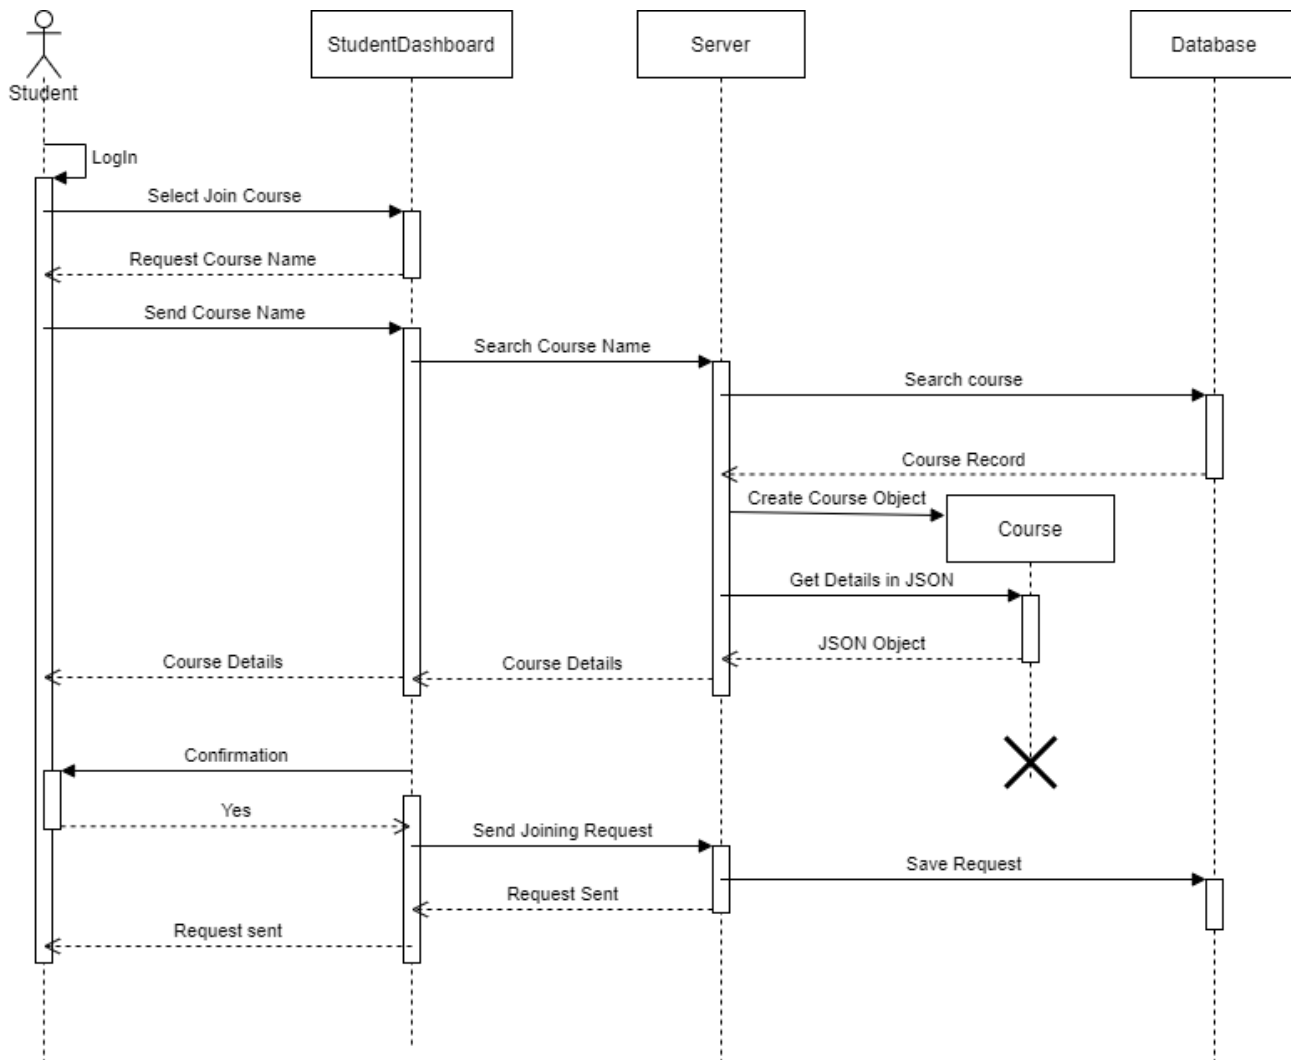 StudentDashboard
Server
Database
Student
LogIn
Select Join Course
Request Course Name
Send Course Name
Search Course Name
Search course
Course Record
Create Course Object
Course
Get Details in JSON
JSON Object
Course Details
Course Details
Confirmation
Yes
Send Joining Request
Save Request
Request Sent
Request sent